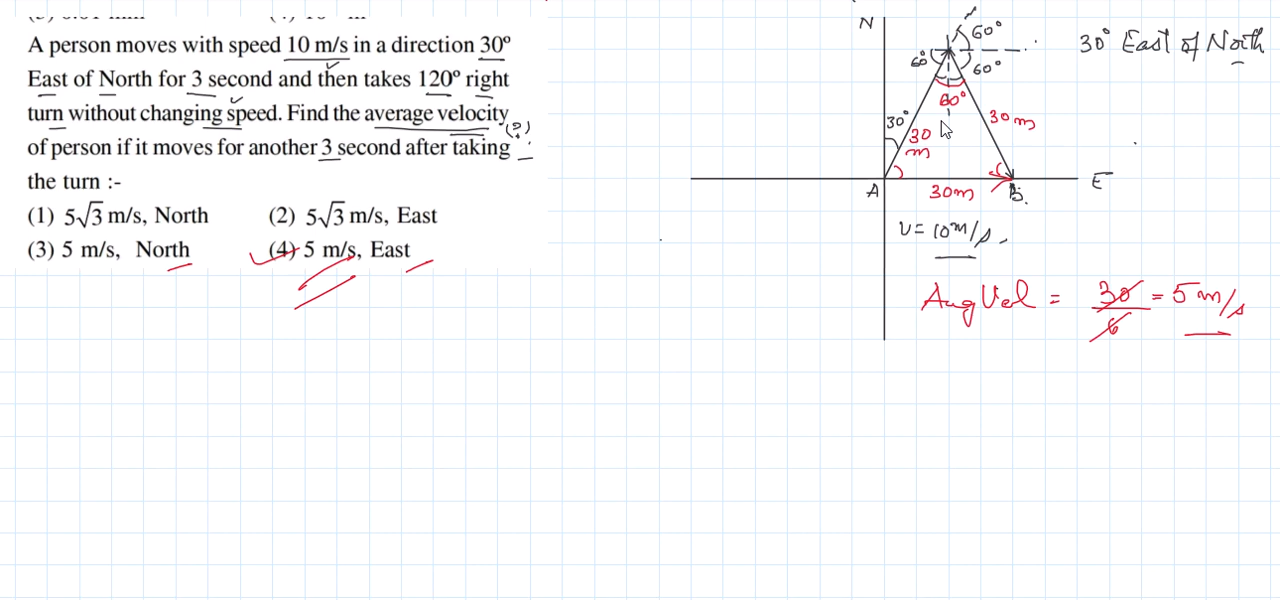 A person moves with speed 10 m/s in a direction 30º
East of North for 3 second and then takes 120º right
turn without changing speed. Find the average velocity
(?)
of person if it moves for another 3 second after taking
the turn :-
(1) 5√3 m/s, North (2) 5√3 m/s, East
(3) 5 m/s, North (4) 5 m/s, East
N
60°
30° East of North
60°
60°
60°
30°
30
m
30m
A
30m
B.
E
v = 10 m/s.
Avg Vel = 30/6 = 5 m/s